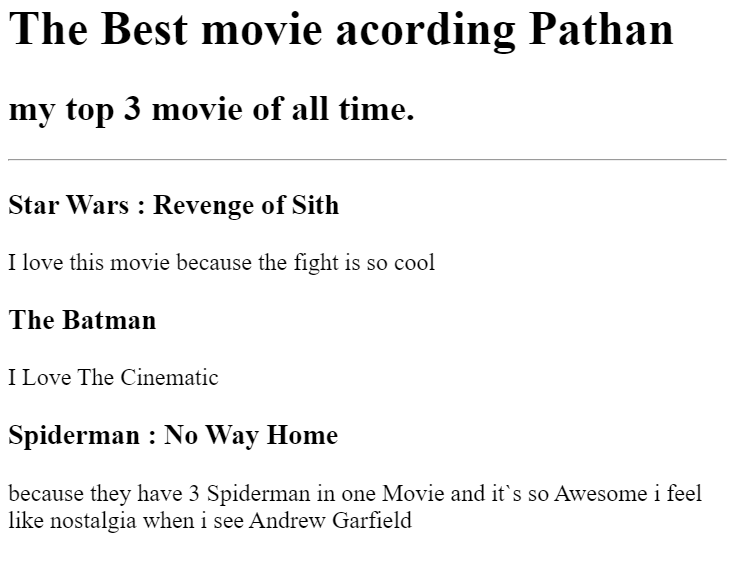 The Best movie acording Pathan
my top 3 movie of all time.
Star Wars : Revenge of Sith
I love this movie because the fight is so cool
The Batman
I Love The Cinematic
Spiderman : No Way Home
because they have 3 Spiderman in one Movie and it`s so Awesome i feel
like nostalgia when i see Andrew Garfield